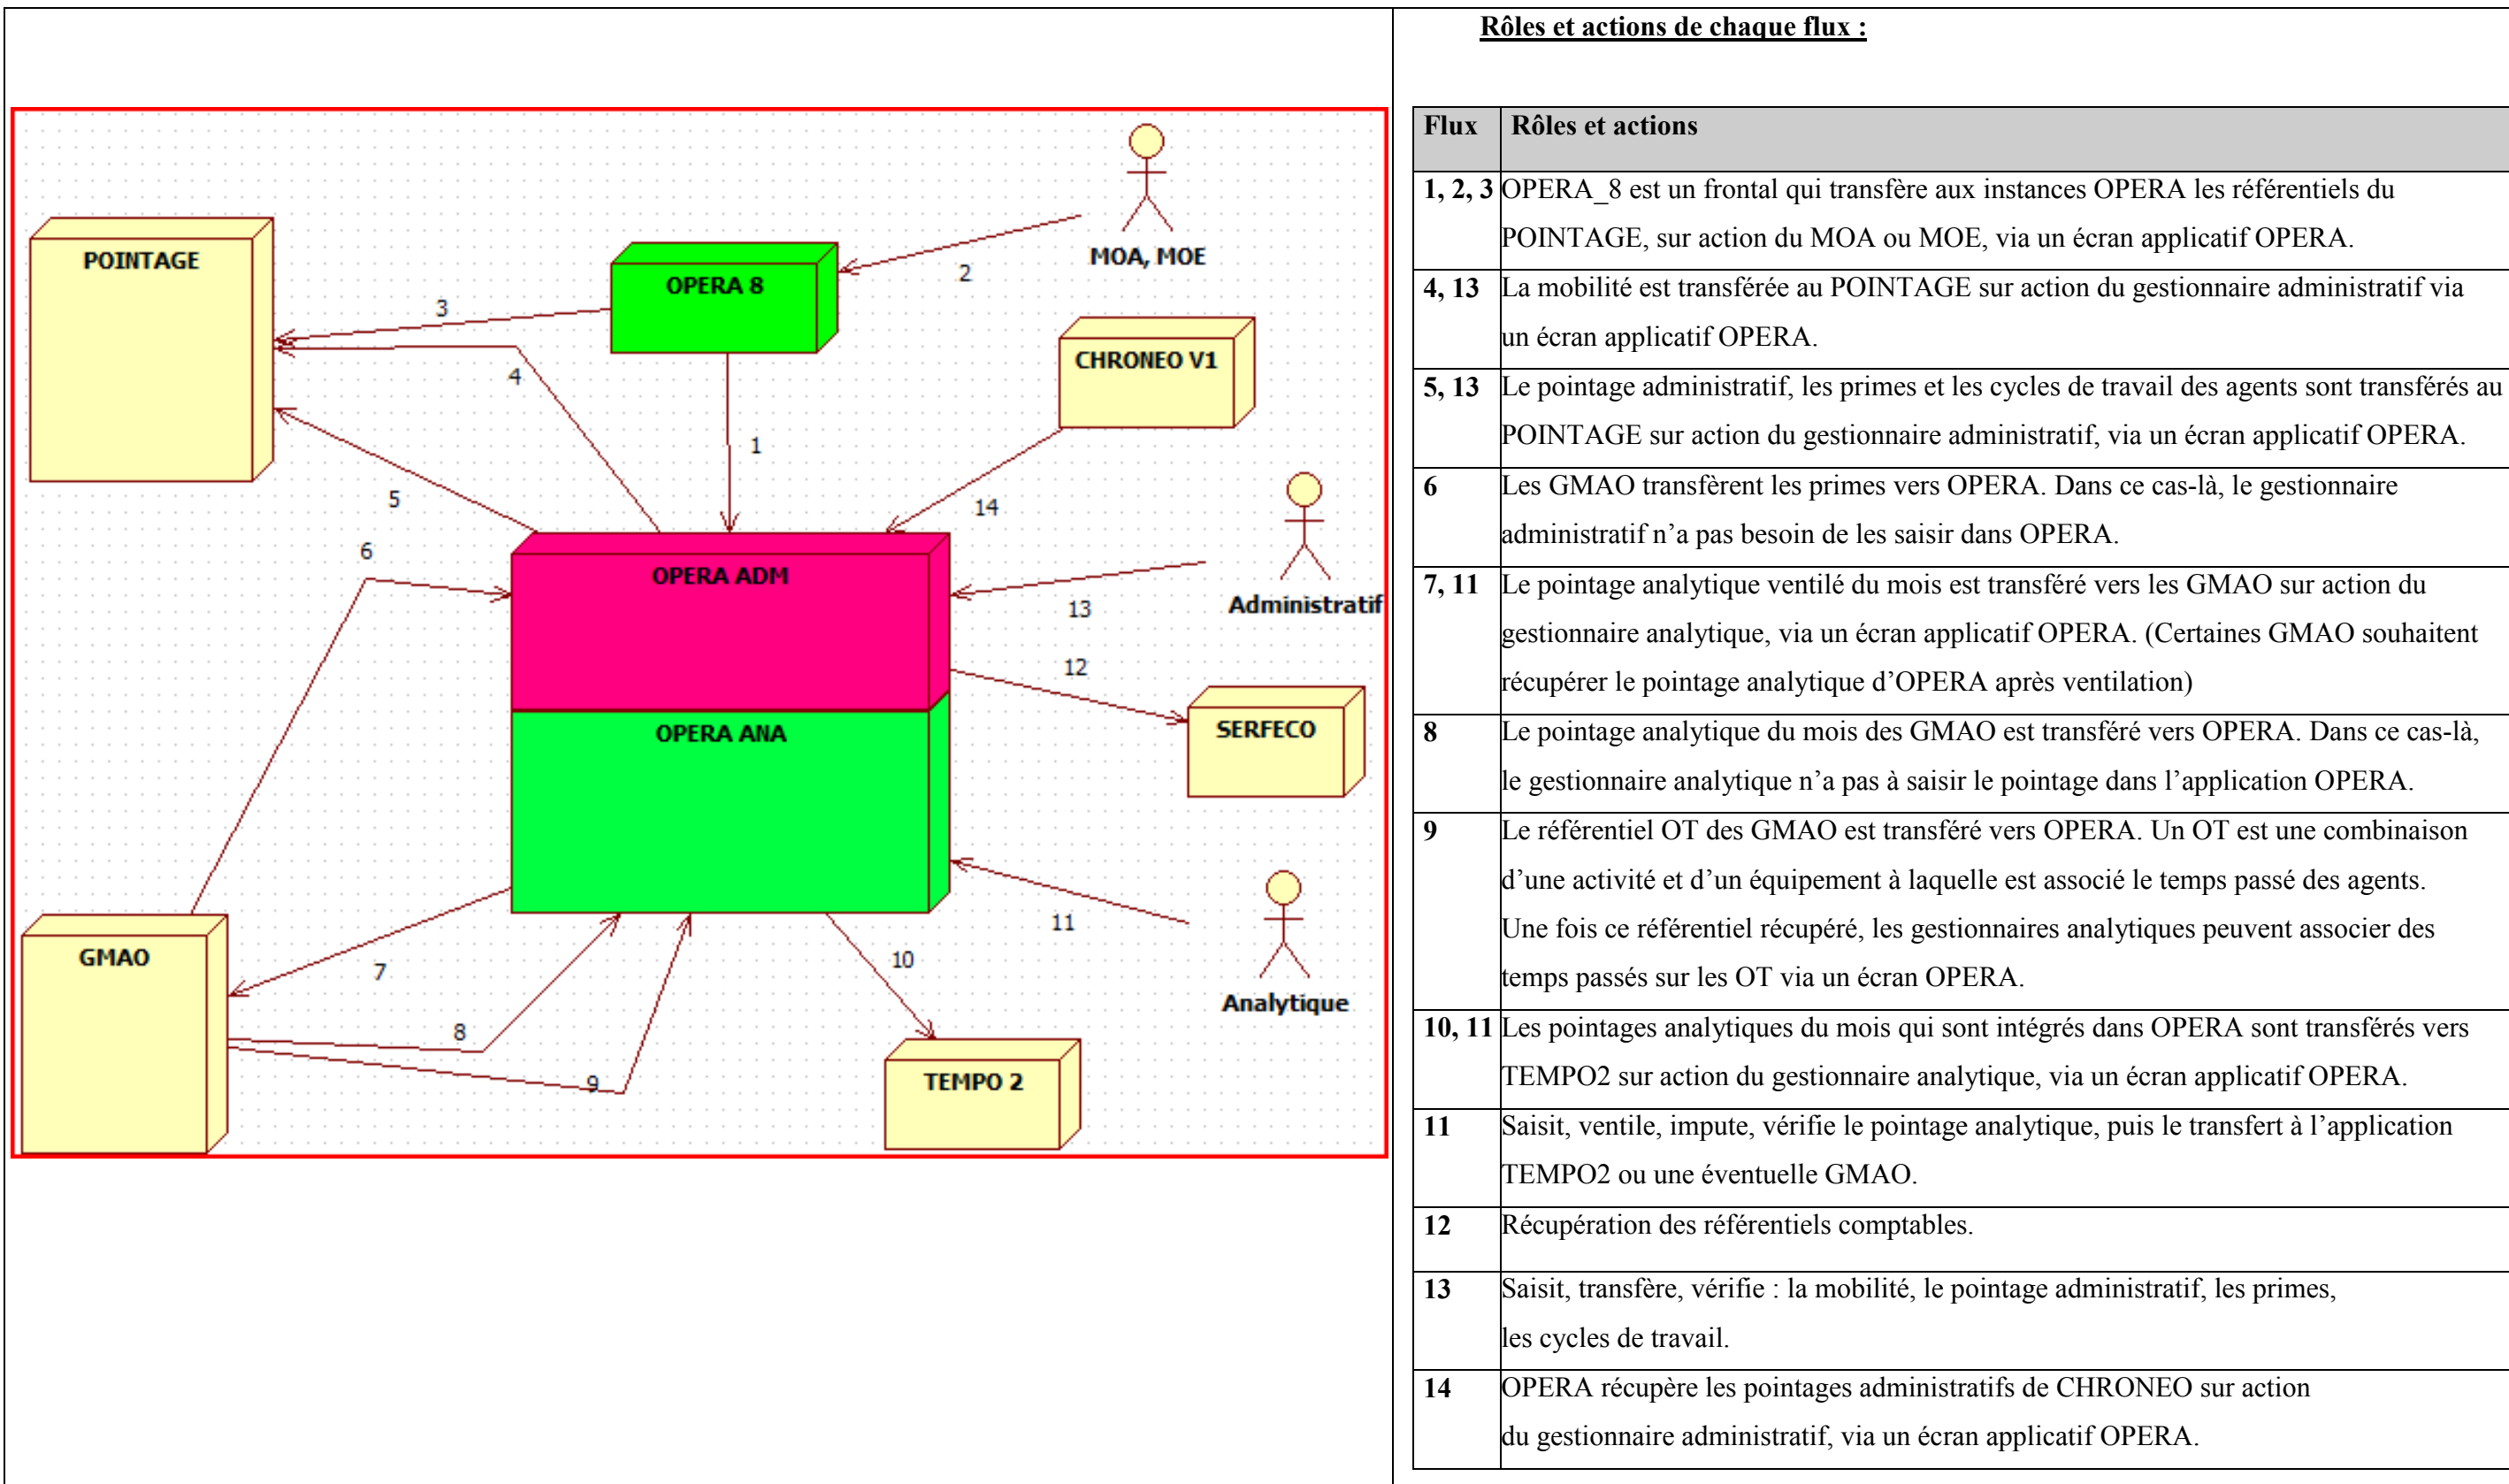 Rôles et actions de chaque flux :
POINTAGE
OPERA 8
MOA, MOE
2
3
4
CHRONEO V1
1
5
14
6
OPERA ADM
13
Administratif
12
OPERA ANA
SERFECO
GMAO
7
11
10
8
Analytique
9
TEMPO 2
Flux Rôles et actions
1, 2, 3 OPERA_8 est un frontal qui transfère aux instances OPERA les référentiels du
POINTAGE, sur action du MOA ou MOE, via un écran applicatif OPERA.
4, 13 La mobilité est transférée au POINTAGE sur action du gestionnaire administratif via
un écran applicatif OPERA.
5, 13 Le pointage administratif, les primes et les cycles de travail des agents sont transférés au
POINTAGE sur action du gestionnaire administratif, via un écran applicatif OPERA.
6 Les GMAO transfèrent les primes vers OPERA. Dans ce cas-là, le gestionnaire
administratif n’a pas besoin de les saisir dans OPERA.
7, 11 Le pointage analytique ventilé du mois est transféré vers les GMAO sur action du
gestionnaire analytique, via un écran applicatif OPERA. (Certaines GMAO souhaitent
récupérer le pointage analytique d’OPERA après ventilation)
8 Le pointage analytique du mois des GMAO est transféré vers OPERA. Dans ce cas-là,
le gestionnaire analytique n’a pas à saisir le pointage dans l’application OPERA.
9 Le référentiel OT des GMAO est transféré vers OPERA. Un OT est une combinaison
d’une activité et d’un équipement à laquelle est associé le temps passé des agents.
Une fois ce référentiel récupéré, les gestionnaires analytiques peuvent associer des
temps passés sur les OT via un écran OPERA.
10, 11 Les pointages analytiques du mois qui sont intégrés dans OPERA sont transférés vers
TEMPO2 sur action du gestionnaire analytique, via un écran applicatif OPERA.
11 Saisit, ventile, impute, vérifie le pointage analytique, puis le transfert à l’application
TEMPO2 ou une éventuelle GMAO.
12 Récupération des référentiels comptables.
13 Saisit, transfère, vérifie : la mobilité, le pointage administratif, les primes,
les cycles de travail.
14 OPERA récupère les pointages administratifs de CHRONEO sur action
du gestionnaire administratif, via un écran applicatif OPERA.